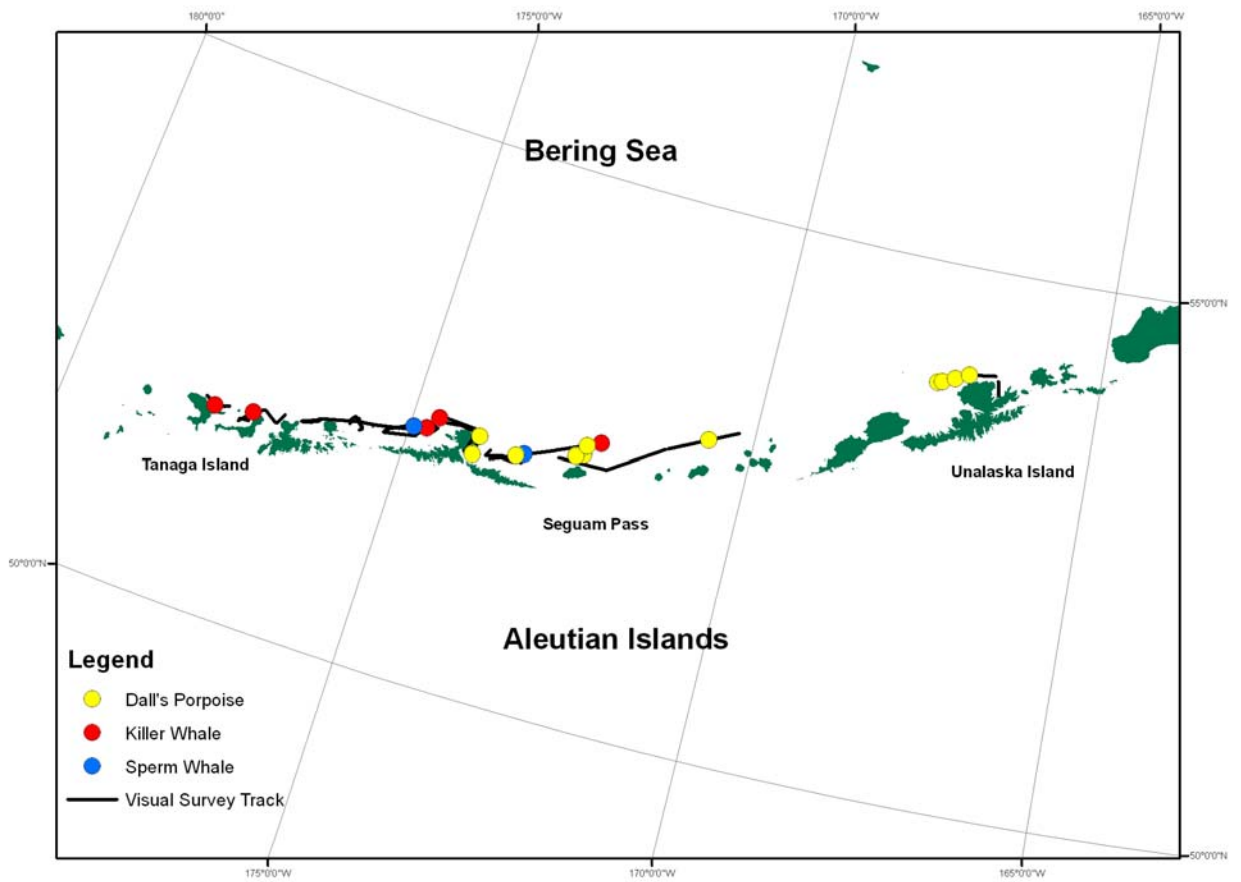 180°0'0"
175°0'0"W
170°0'0"W
165°0'0"W
Bering Sea
55°0'0"N
Tanaga Island
Unalaska Island
Seguam Pass
50°0'0"N
Aleutian Islands
Legend
Dall's Porpoise
Killer Whale
Sperm Whale
Visual Survey Track
50°0'0"N
175°0'0"W
170°0'0"W
165°0'0"W